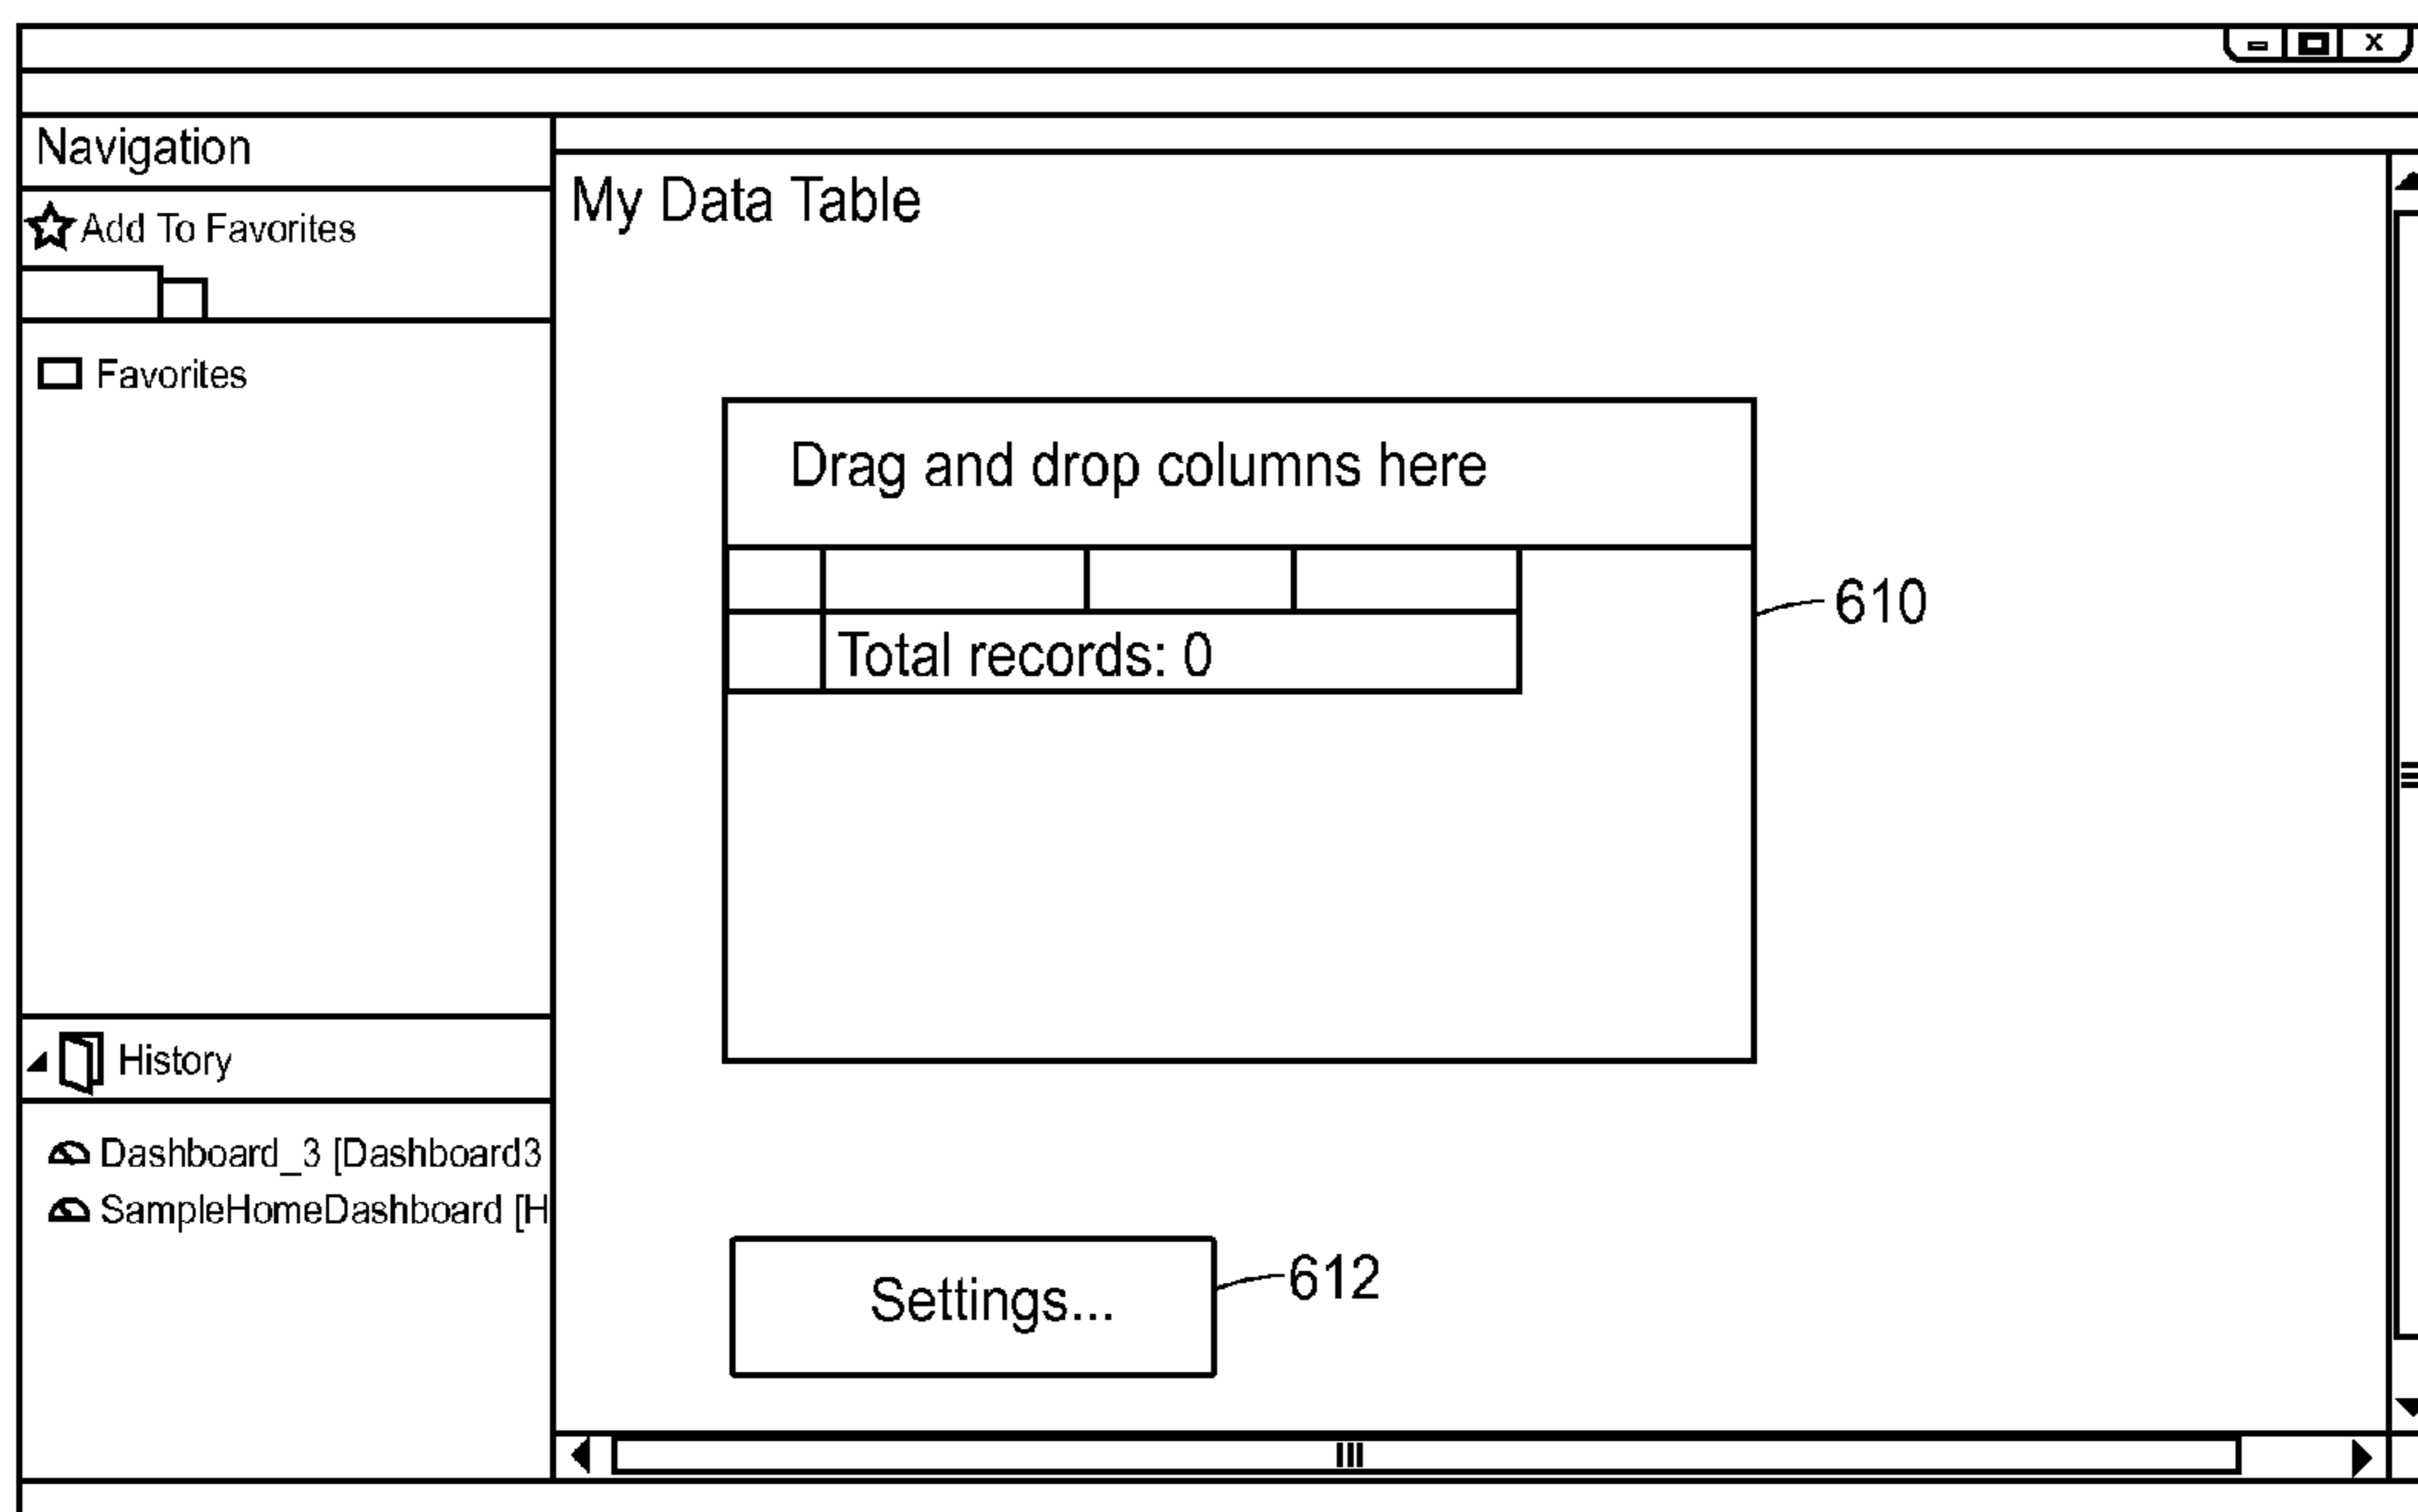 x
Navigation
Add To Favorites
Favorites
History
Dashboard_3 [Dashboard3
SampleHomeDashboard [H
My Data Table
Drag and drop columns here
Total records: 0
610
Settings...
612